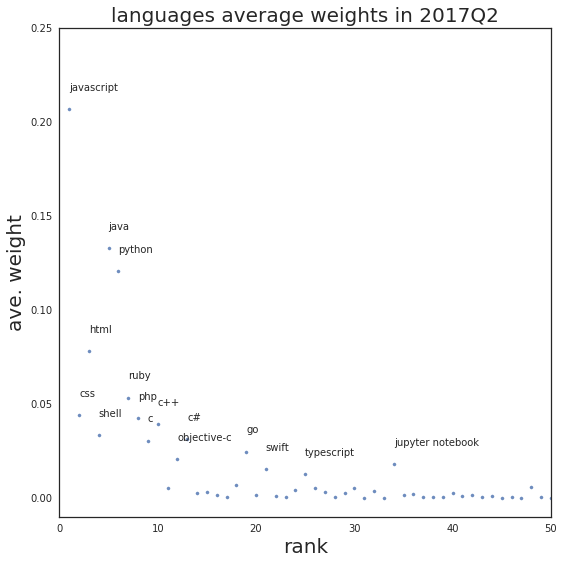 languages average weights in 2017Q2
0.25
javascript
0.20
java
0.15
python
0.10
html
ruby
css
php
c++
0.05
shell
c
c#
go
objective-c
swift
typescript
jupyter notebook
0.00
ave. weight
0
10
20
30
40
50
rank